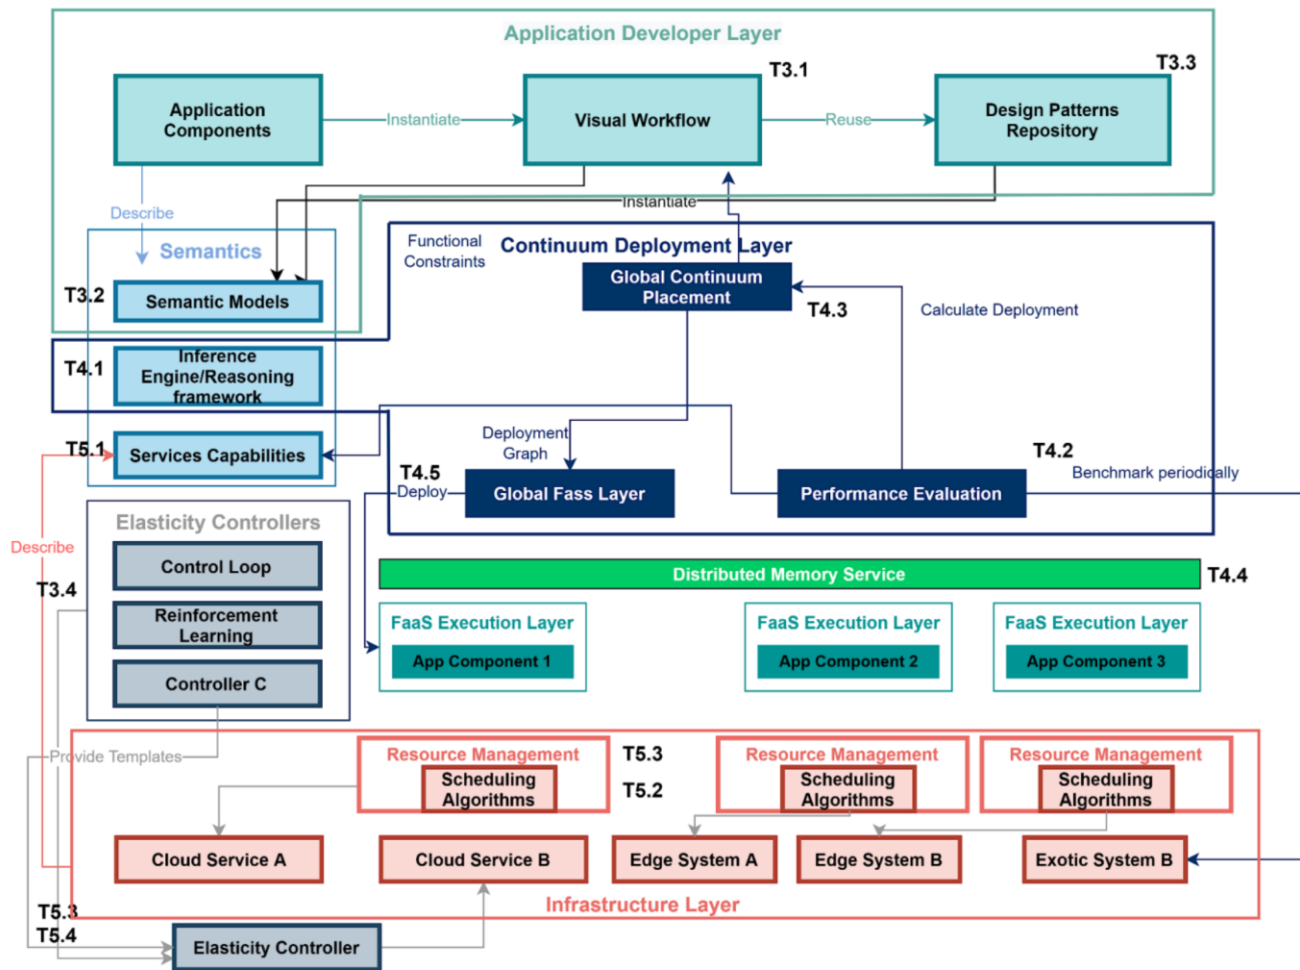 Application Developer Layer
T3.1
T3.3
Application
Components
Instantiate
Visual Workflow
Reuse
Design Patterns
Repository
Describe
Instantiate
Semantics
Functional
Constraints
Continuum Deployment Layer
Global Continuum
Placement
T3.2
Semantic Models
T4.3
Calculate Deployment
T4.1
Inference
Engine/Reasoning
framework
T5.1
Services Capabilities
Deployment
Graph
T4.5
Deploy
Global Fass Layer
Performance Evaluation
T4.2
Benchmark periodically
Elasticity Controllers
Describe
Control Loop
T3.4
Reinforcement
Learning
Controller C
Distributed Memory Service
T4.4
FaaS Execution Layer
App Component 1
FaaS Execution Layer
App Component 2
FaaS Execution Layer
App Component 3
Provide Templates
Resource Management
Scheduling
Algorithms
T5.3
T5.2
Resource Management
Scheduling
Algorithms
Resource Management
Scheduling
Algorithms
Cloud Service A
Cloud Service B
Edge System A
Edge System B
Exotic System B
Infrastructure Layer
T5.3
T5.4
Elasticity Controller